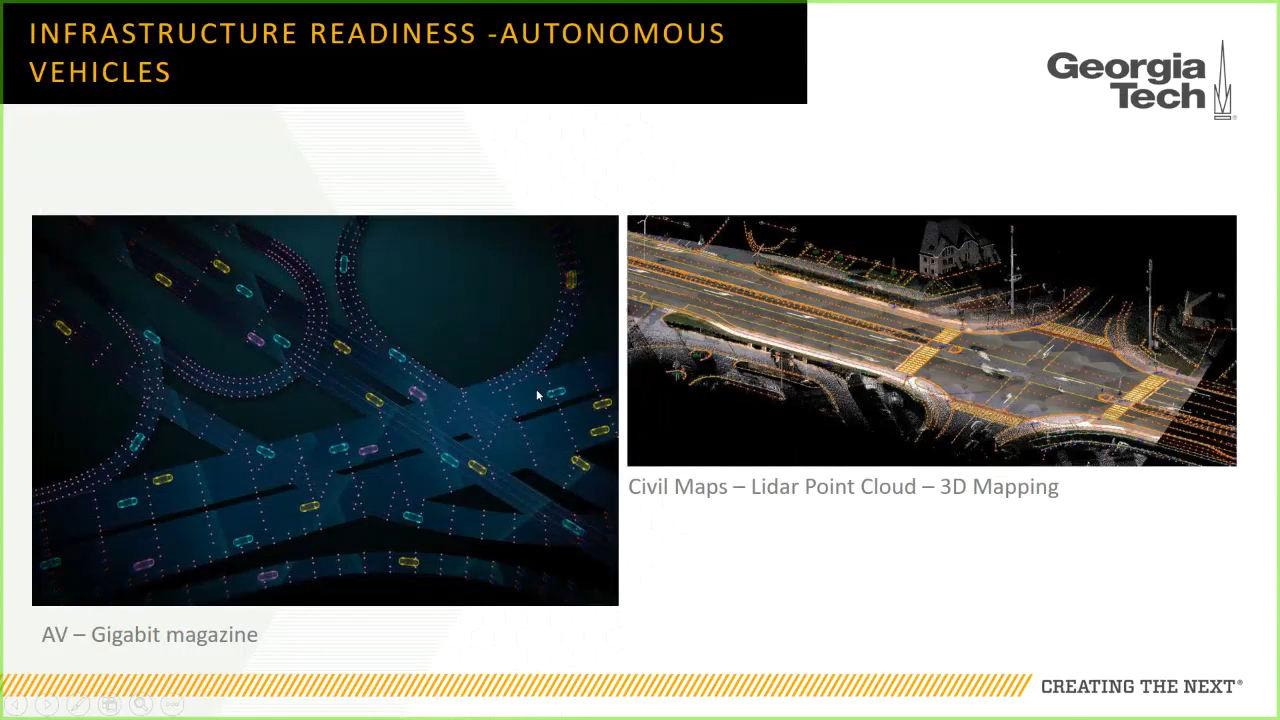 INFRASTRUCTURE READINESS -AUTONOMOUS
VEHICLES
Georgia
Tech
Civil Maps – Lidar Point Cloud – 3D Mapping
AV – Gigabit magazine
CREATING THE NEXT®